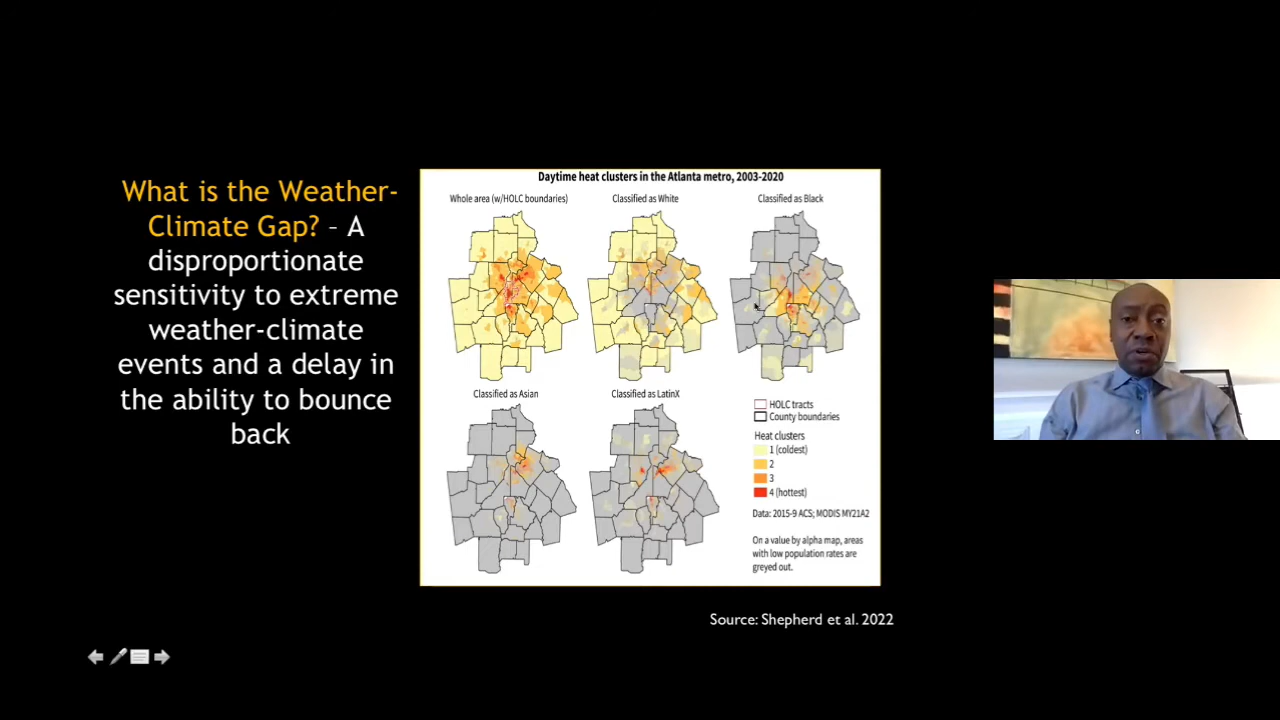 What is the Weather-
Climate Gap? – A
disproportionate
sensitivity to extreme
weather-climate
events and a delay in
the ability to bounce
back
Daytime heat clusters in the Atlanta metro, 2003-2020
Whole area (w/HOLC boundaries)
Classified as White
Classified as Black
Classified as Asian
Classified as LatinX
HOLC tracts
County boundaries
Heat clusters
1 (coldest)
2
3
4 (hottest)
Data: 2015-9 ACS; MODIS MY21A2
On a value by alpha map, areas
with low population rates are
greyed out.
Source: Shepherd et al. 2022